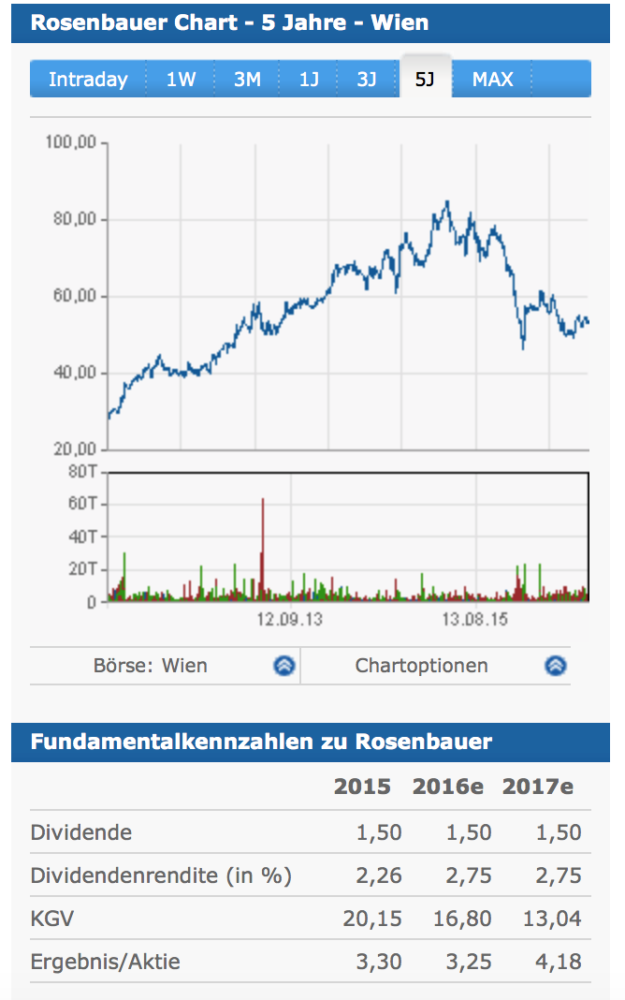 Rosenbauer Chart - 5 Jahre - Wien
Intraday 1W 3M 1J 3J 5J MAX
100,00
80,00
60,00
40,00
20,00
80T
60T
40T
20T
0
12.09.13 13.08.15
Börse: Wien Chartoptionen
Fundamentalkennzahlen zu Rosenbauer
2015 2016e 2017e
Dividende 1,50 1,50 1,50
Dividendenrendite (in %) 2,26 2,75 2,75
KGV 20,15 16,80 13,04
Ergebnis/Aktie 3,30 3,25 4,18